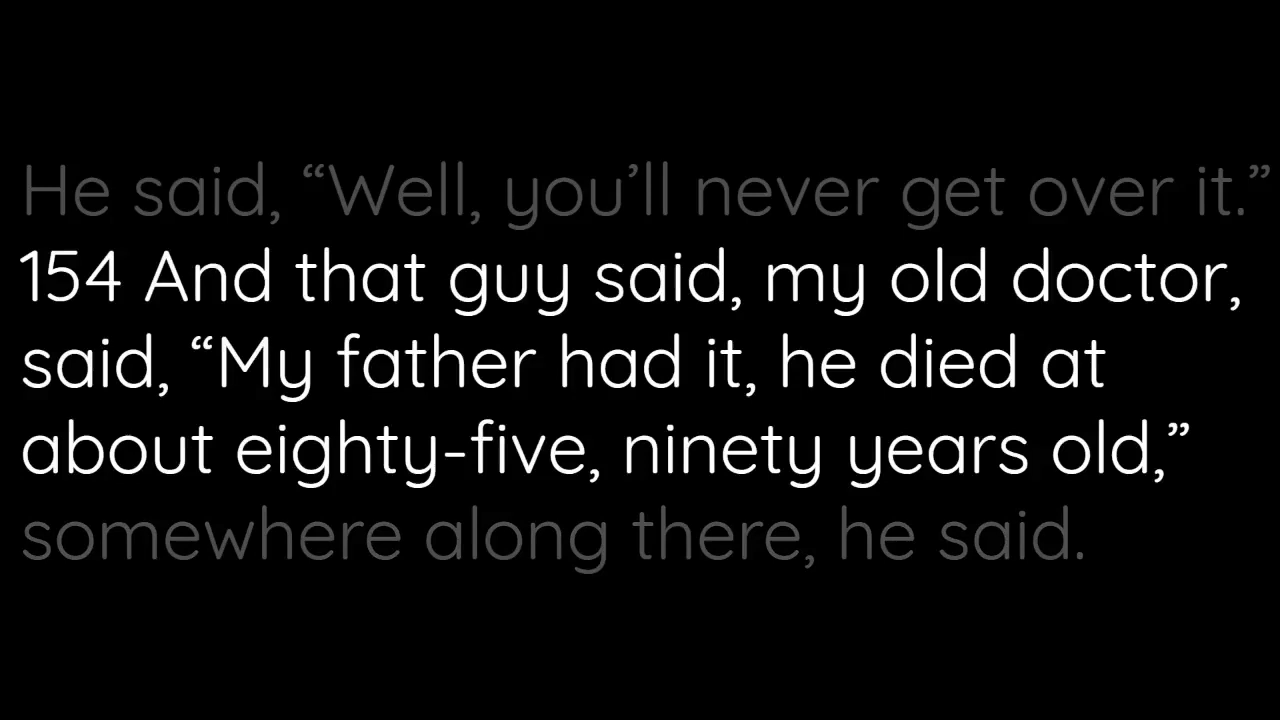 He said, “Well, you’ll never get over it.”
154 And that guy said, my old doctor,
said, “My father had it, he died at
about eighty-five, ninety years old,”
somewhere along there, he said.